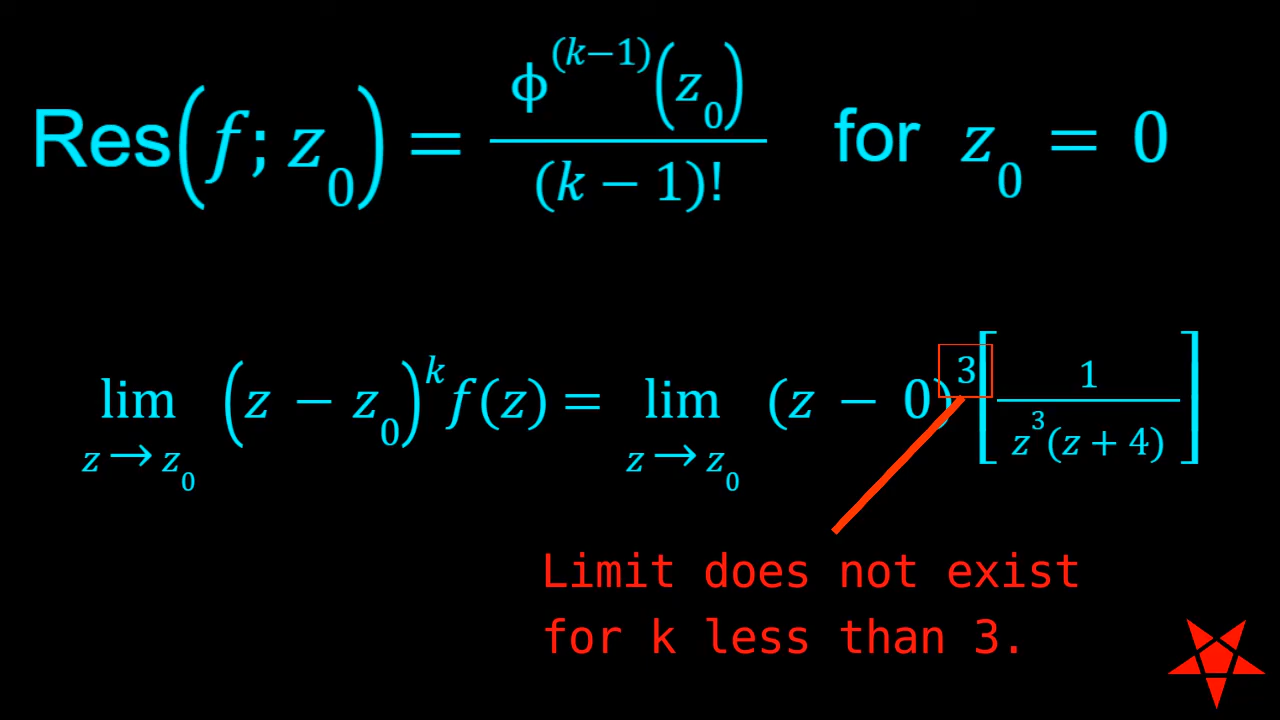 Res(f; z₀) = ϕ⁽ᵏ⁻¹⁾(z₀) / (k − 1)! for z₀ = 0
lim z → z₀ (z − z₀)ᵏ f(z) = lim z → z₀ (z − 0)³ [1 / z³(z + 4)]
Limit does not exist
for k less than 3.